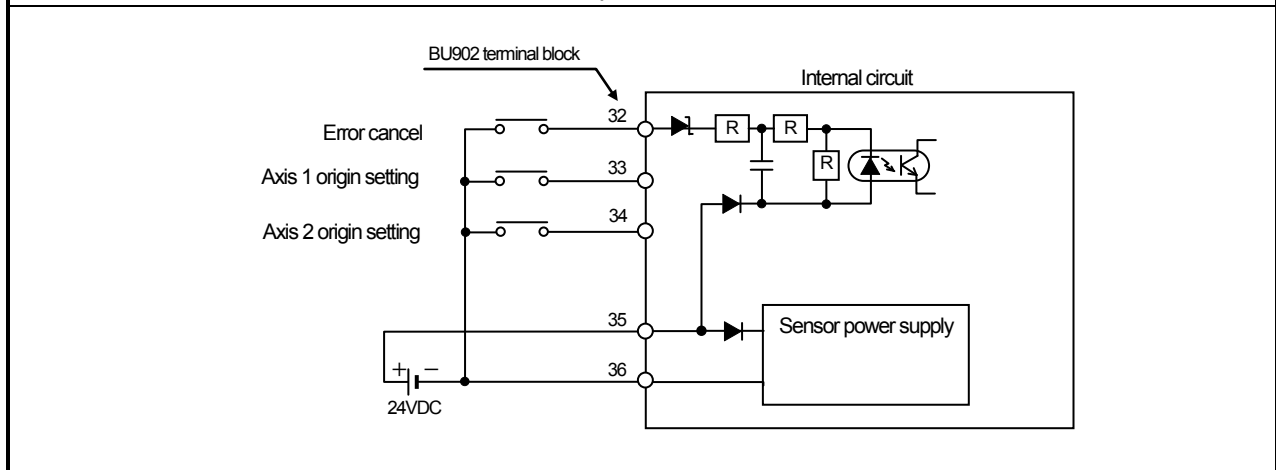 BU902 terminal block
Internal circuit
Error cancel
32
R
R
R
Axis 1 origin setting
33
Axis 2 origin setting
34
35
Sensor power supply
36
+ −
24VDC